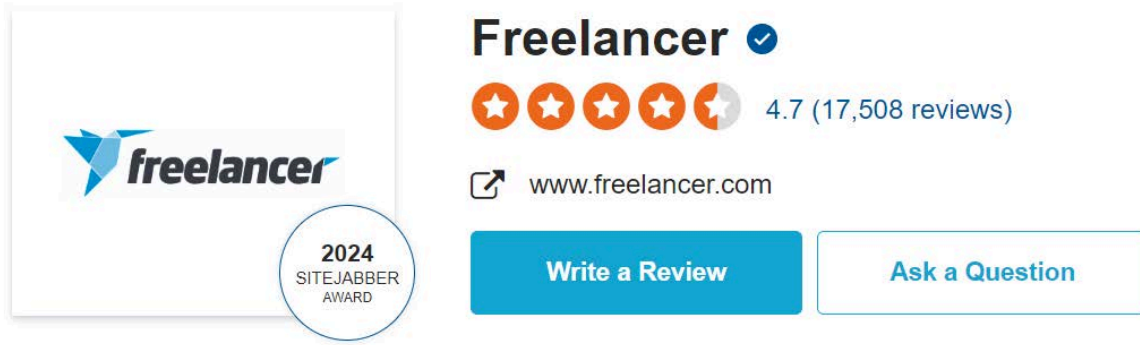 freelancer
2024
SITEJABBER
AWARD
Freelancer
4.7 (17,508 reviews)
www.freelancer.com
Write a Review
Ask a Question